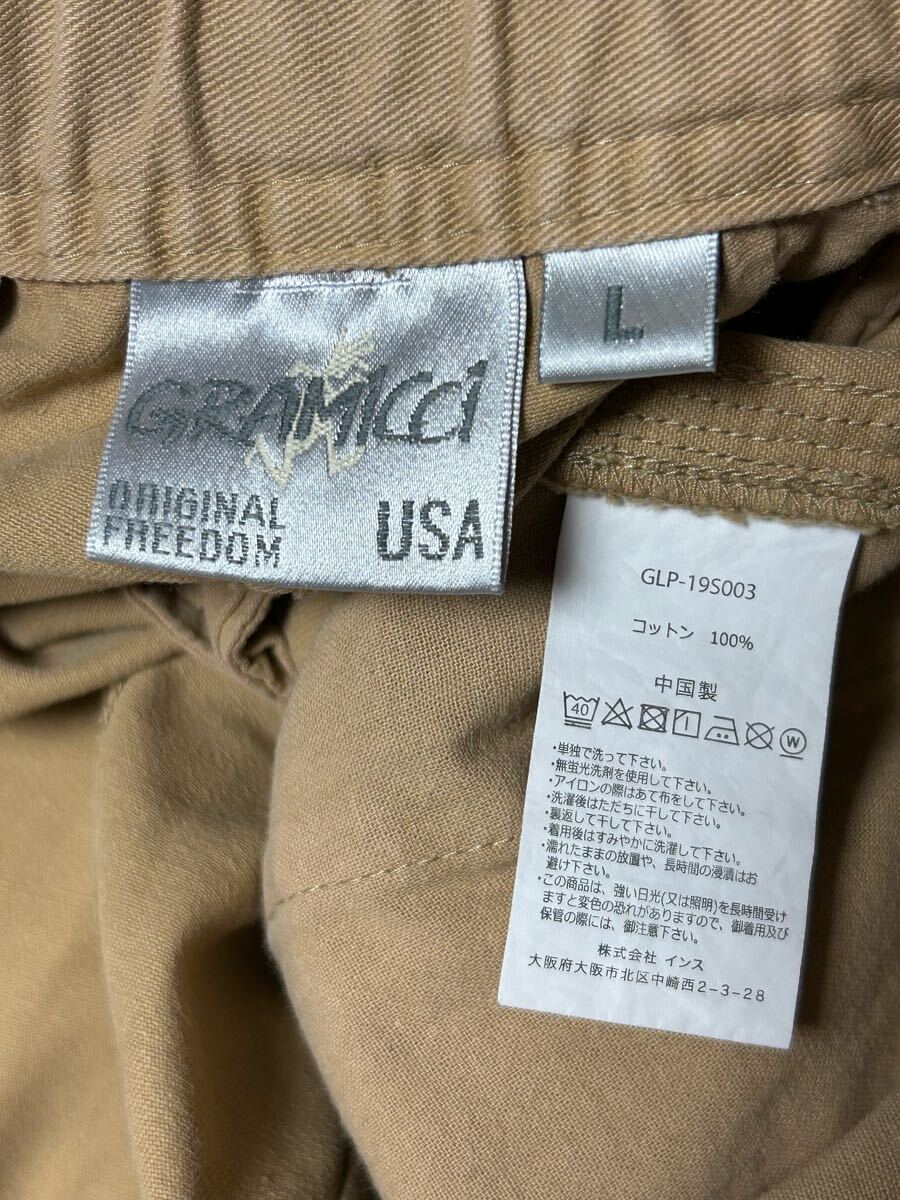 GRAMICCI
ORIGINAL
FREEDOM
USA
L
GLP-19S003
コットン 100%
中国製
40
W
・単独で洗って下さい。
・無蛍光洗剤を使用して下さい。
・アイロンの際はあて布をして下さい。
・洗濯後はただちに干して下さい。
・裏返して干して下さい。
・着用後はすみやかに洗濯して下さい。
・濡れたままの放置や、長時間の浸漬はお
避け下さい。
・この商品は、強い日光(又は照明)を長時間受け
ますと変色の恐れがありますので、御着用及び
保管の際には、御注意下さい。
株式会社 インス
大阪府大阪市北区中崎西2-3-28